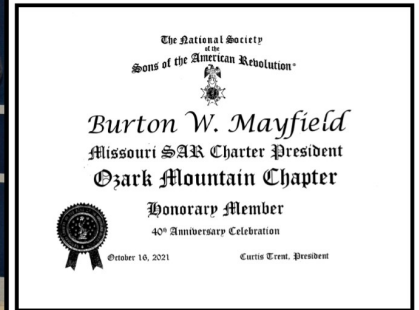 The National Society
of the
Sons of the American Revolution®
Burton W. Mayfield
Missouri SAR Charter President
Ozark Mountain Chapter
Honorary Member
40th Anniversary Celebration
October 16, 2021
Curtis Trent, President